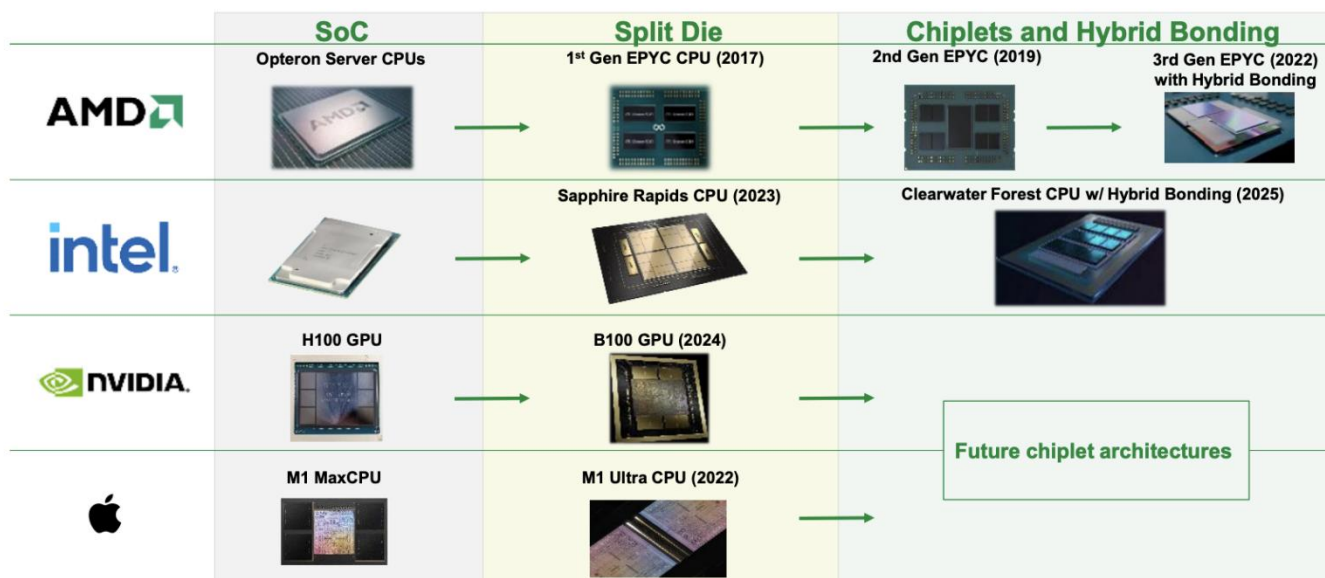 SoC
Split Die
Chiplets and Hybrid Bonding
Opteron Server CPUs
1st Gen EPYC CPU (2017)
2nd Gen EPYC (2019)
3rd Gen EPYC (2022)
with Hybrid Bonding
AMD
AMD
Sapphire Rapids CPU (2023)
Clearwater Forest CPU w/ Hybrid Bonding (2025)
intel.
H100 GPU
B100 GPU (2024)
NVIDIA.
Future chiplet architectures
M1 MaxCPU
M1 Ultra CPU (2022)